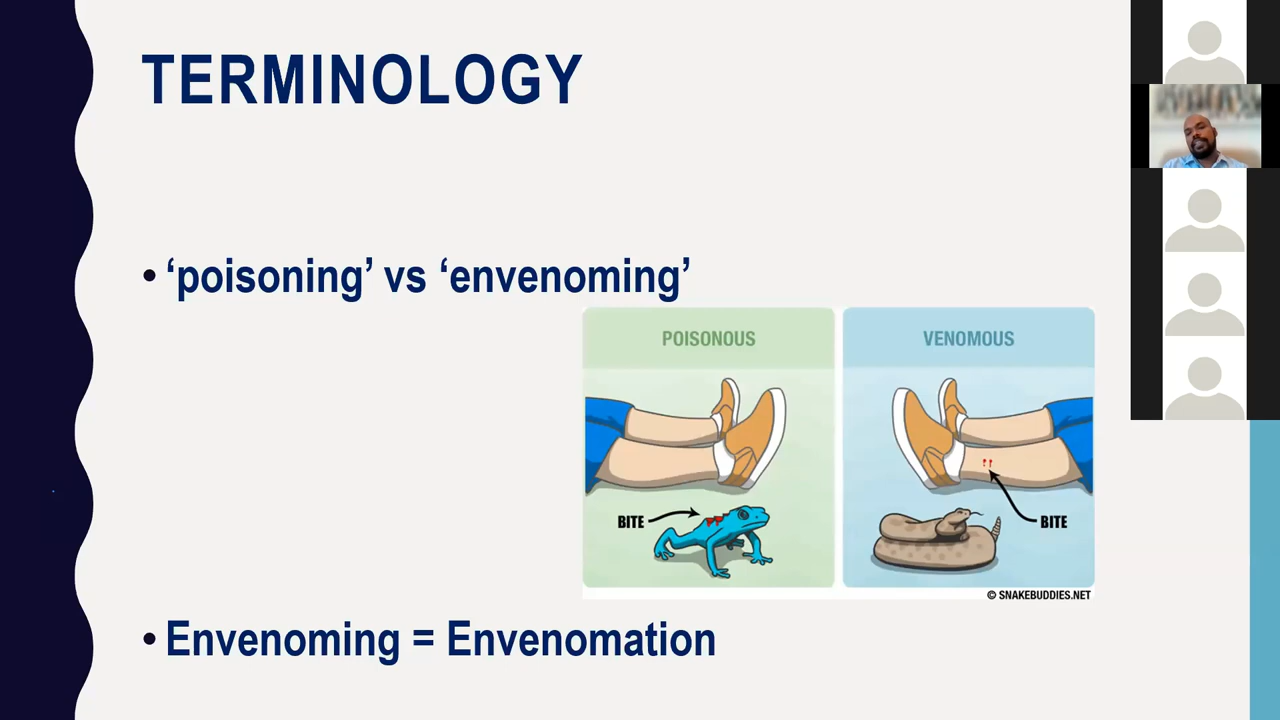 TERMINOLOGY
• ‘poisoning’ vs ‘envenoming’
POISONOUS
VENOMOUS
BITE
BITE
© SNAKEBUDDIES.NET
• Envenoming = Envenomation